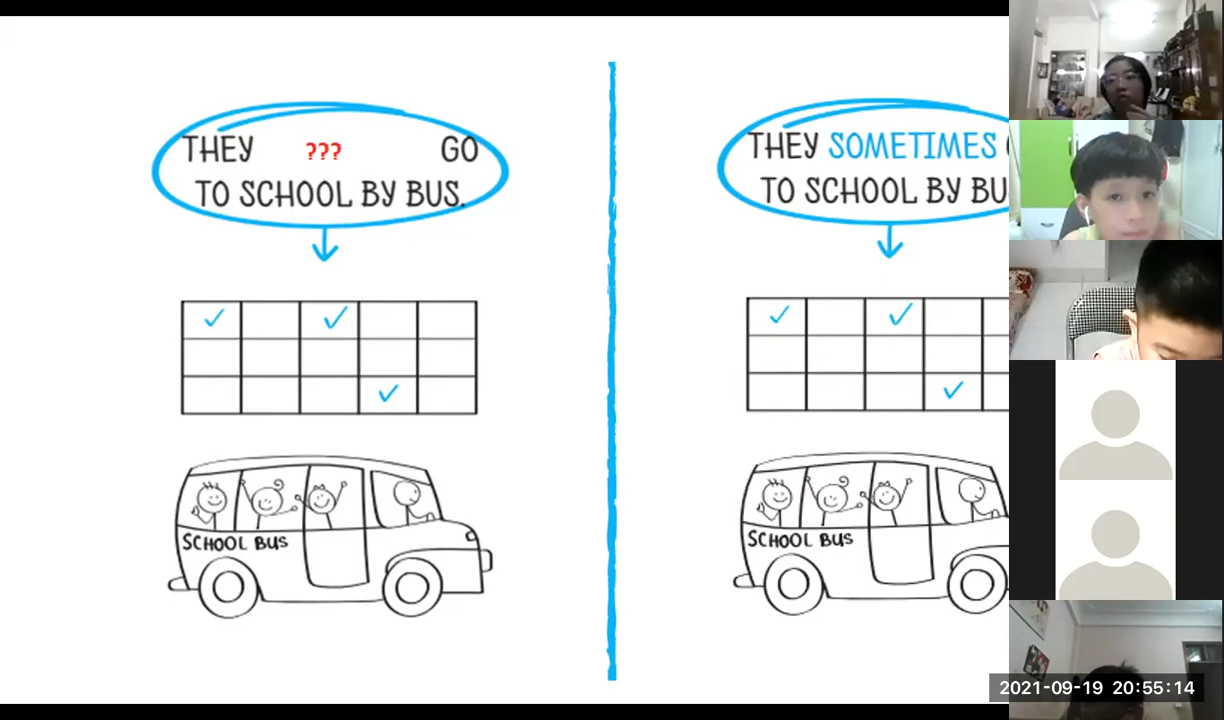 THEY ??? GO
TO SCHOOL BY BUS.
SCHOOL BUS
THEY SOMETIMES
TO SCHOOL BY BU
SCHOOL BUS
2021-09-19 20:55:14